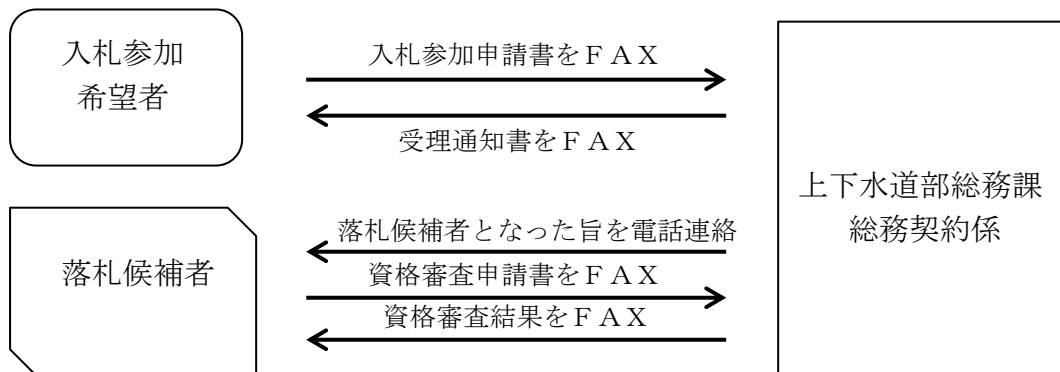 入札参加
希望者
入札参加申請書をＦＡＸ
受理通知書をＦＡＸ
上下水道部総務課
総務契約係
落札候補者
落札候補者となった旨を電話連絡
資格審査申請書をＦＡＸ
資格審査結果をＦＡＸ